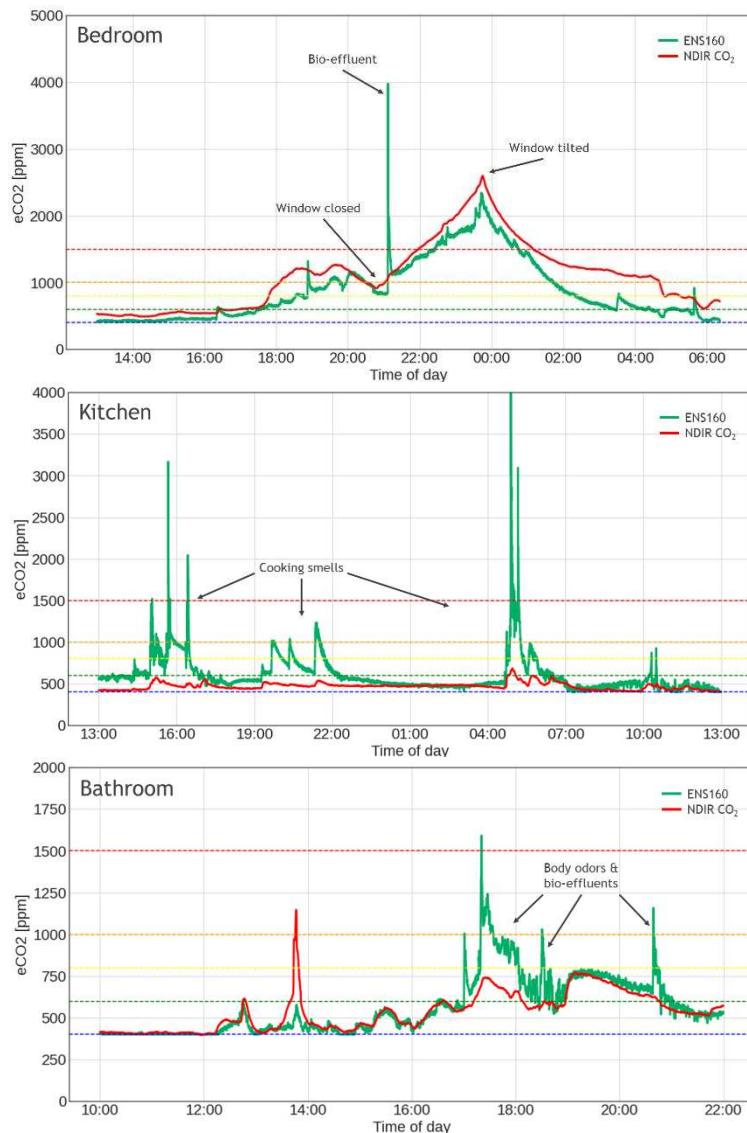 Bedroom
ENS160
NDIR CO₂
Bio-effluent
Window tilted
Window closed
eCO2 [ppm]
5000
4000
3000
2000
1000
0
14:00 16:00 18:00 20:00 22:00 00:00 02:00 04:00 06:00
Time of day
Kitchen
ENS160
NDIR CO₂
Cooking smells
eCO2 [ppm]
4000
3500
3000
2500
2000
1500
1000
500
0
13:00 16:00 19:00 22:00 01:00 04:00 07:00 10:00 13:00
Time of day
Bathroom
ENS160
NDIR CO₂
Body odors &
bio-effluents
eCO2 [ppm]
2000
1750
1500
1250
1000
750
500
250
0
10:00 12:00 14:00 16:00 18:00 20:00 22:00
Time of day